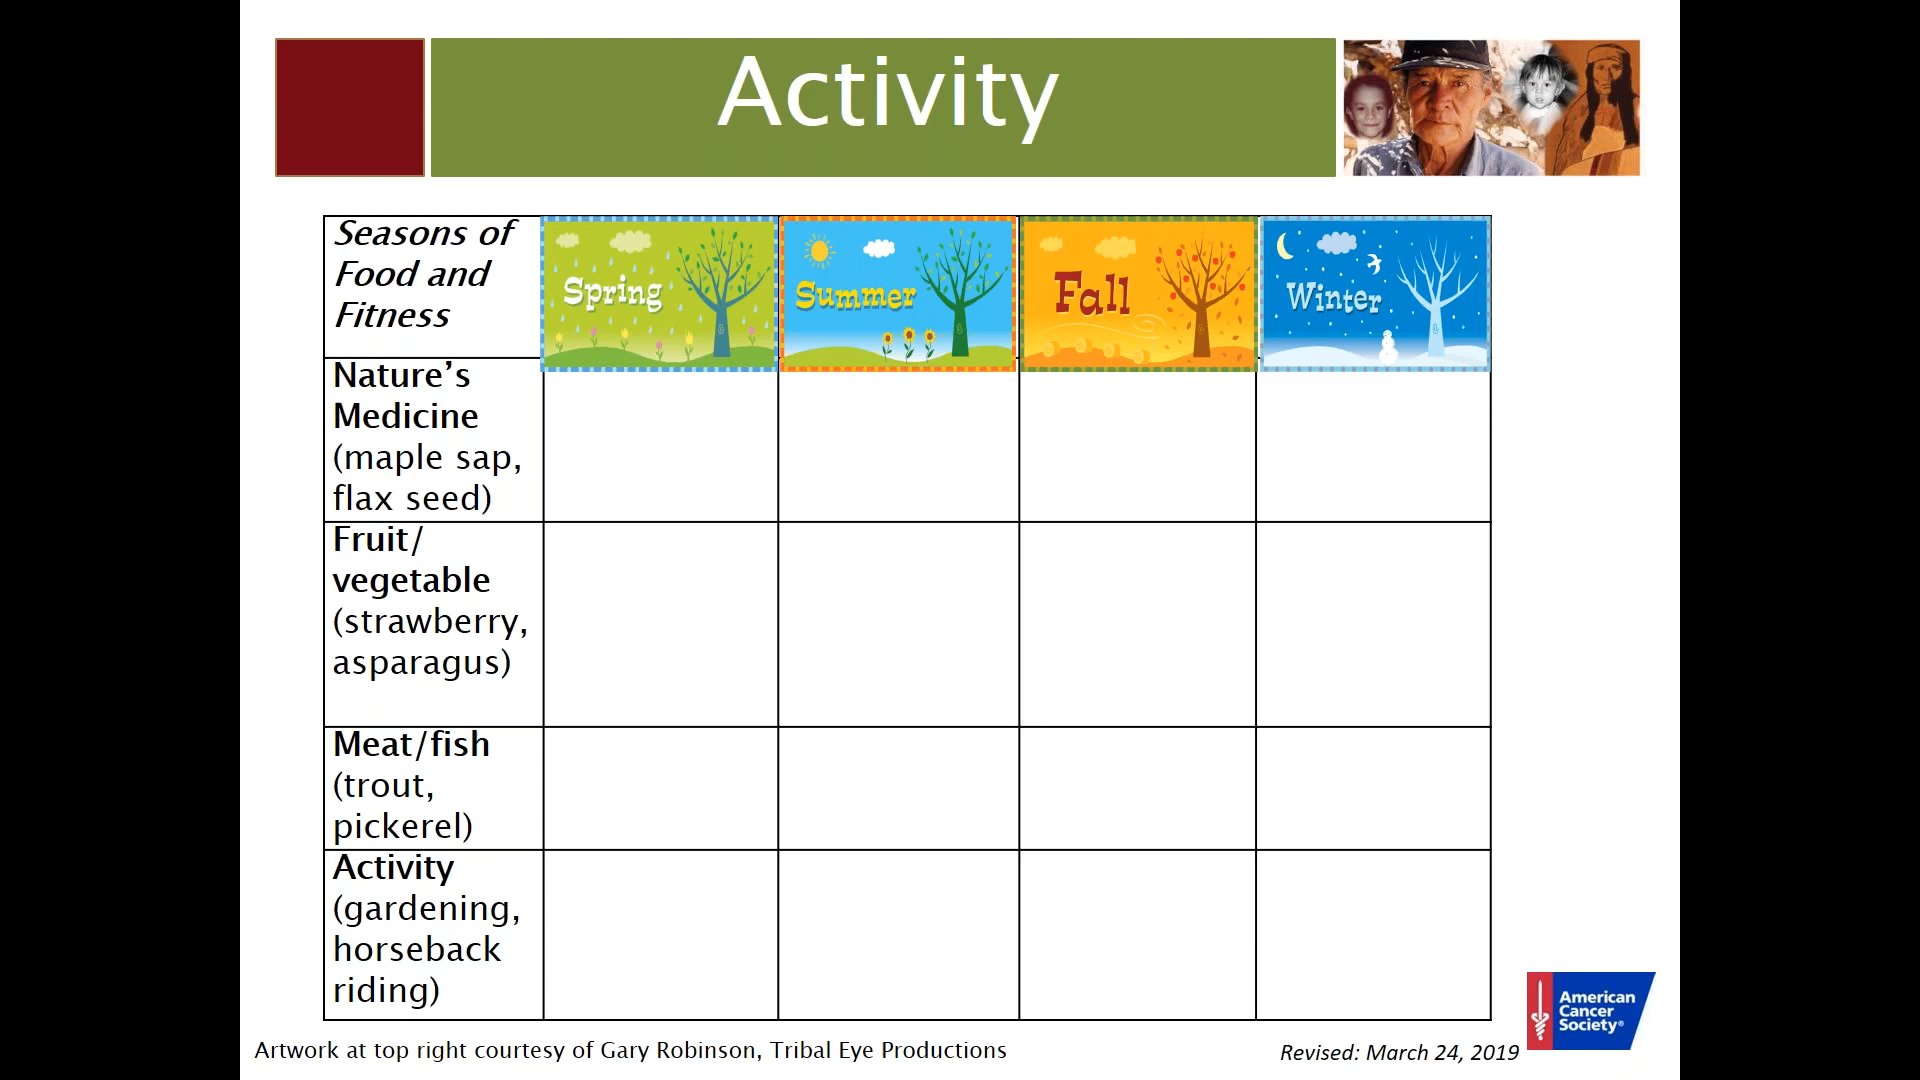 Activity
Seasons of
Food and
Fitness
Spring
Summer
Fall
Winter
Nature’s
Medicine
(maple sap,
flax seed)
Fruit/
vegetable
(strawberry,
asparagus)
Meat/fish
(trout,
pickerel)
Activity
(gardening,
horseback
riding)
American
Cancer
Society®
Artwork at top right courtesy of Gary Robinson, Tribal Eye Productions
Revised: March 24, 2019